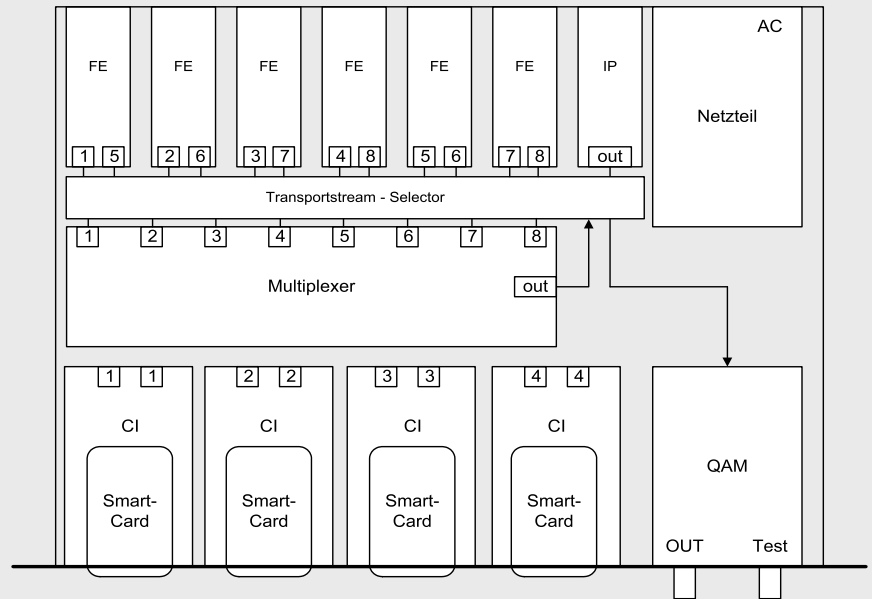 AC
FE FE FE FE FE FE IP
Netzteil
1 5 2 6 3 7 4 8 5 6 7 8 out
Transportstream - Selector
1 2 3 4 5 6 7 8
Multiplexer
out
1 1 2 2 3 3 4 4
CI CI CI CI
QAM
Smart-
Card
Smart-
Card
Smart-
Card
Smart-
Card
OUT Test